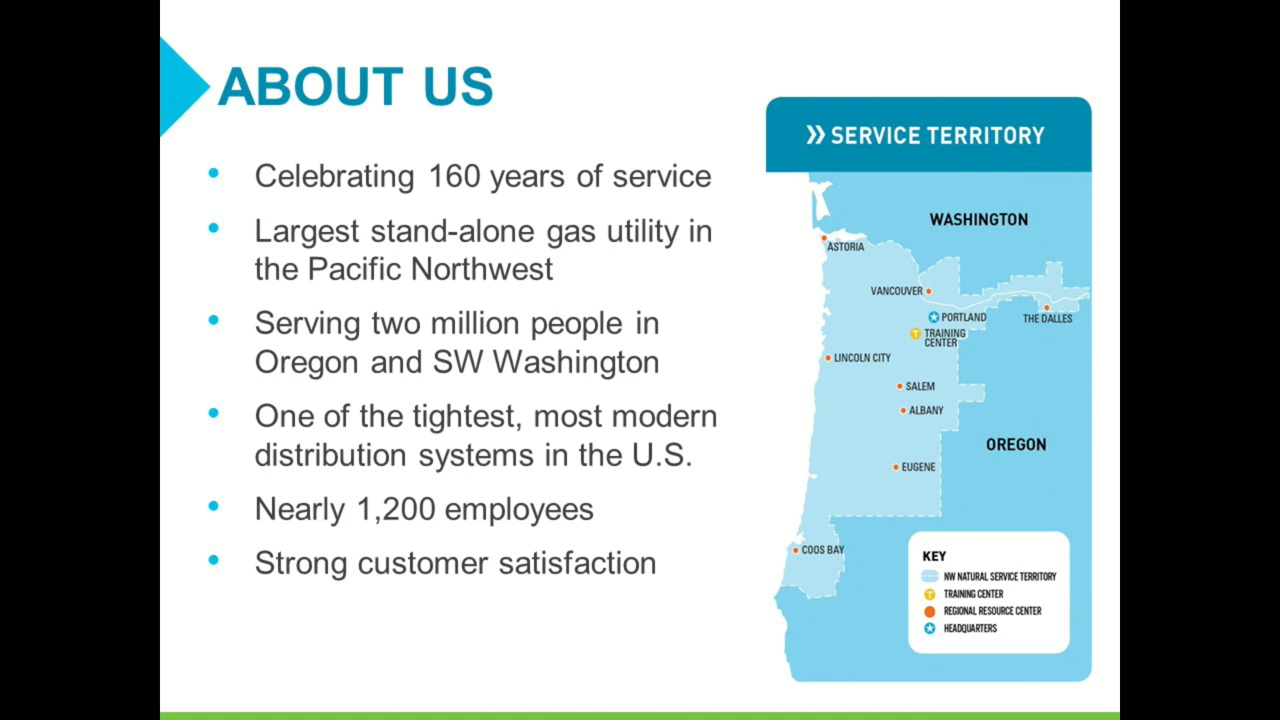 ABOUT US
• Celebrating 160 years of service
• Largest stand-alone gas utility in
the Pacific Northwest
• Serving two million people in
Oregon and SW Washington
• One of the tightest, most modern
distribution systems in the U.S.
• Nearly 1,200 employees
• Strong customer satisfaction
SERVICE TERRITORY
WASHINGTON
ASTORIA
VANCOUVER
PORTLAND
THE DALLES
TRAINING
CENTER
LINCOLN CITY
SALEM
ALBANY
OREGON
EUGENE
COOS BAY
KEY
NW NATURAL SERVICE TERRITORY
T TRAINING CENTER
REGIONAL RESOURCE CENTER
HEADQUARTERS